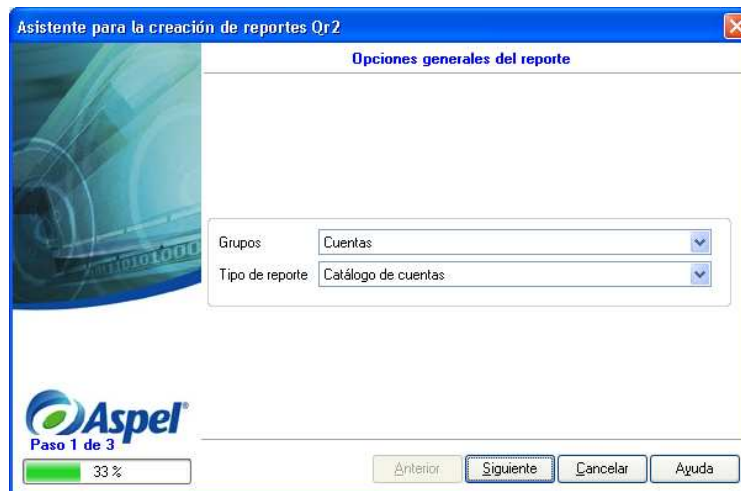 Asistente para la creación de reportes Qr2
Opciones generales del reporte
Grupos Cuentas
Tipo de reporte Catálogo de cuentas
Aspel®
Paso 1 de 3
33 %
Anterior Siguiente Cancelar Ayuda